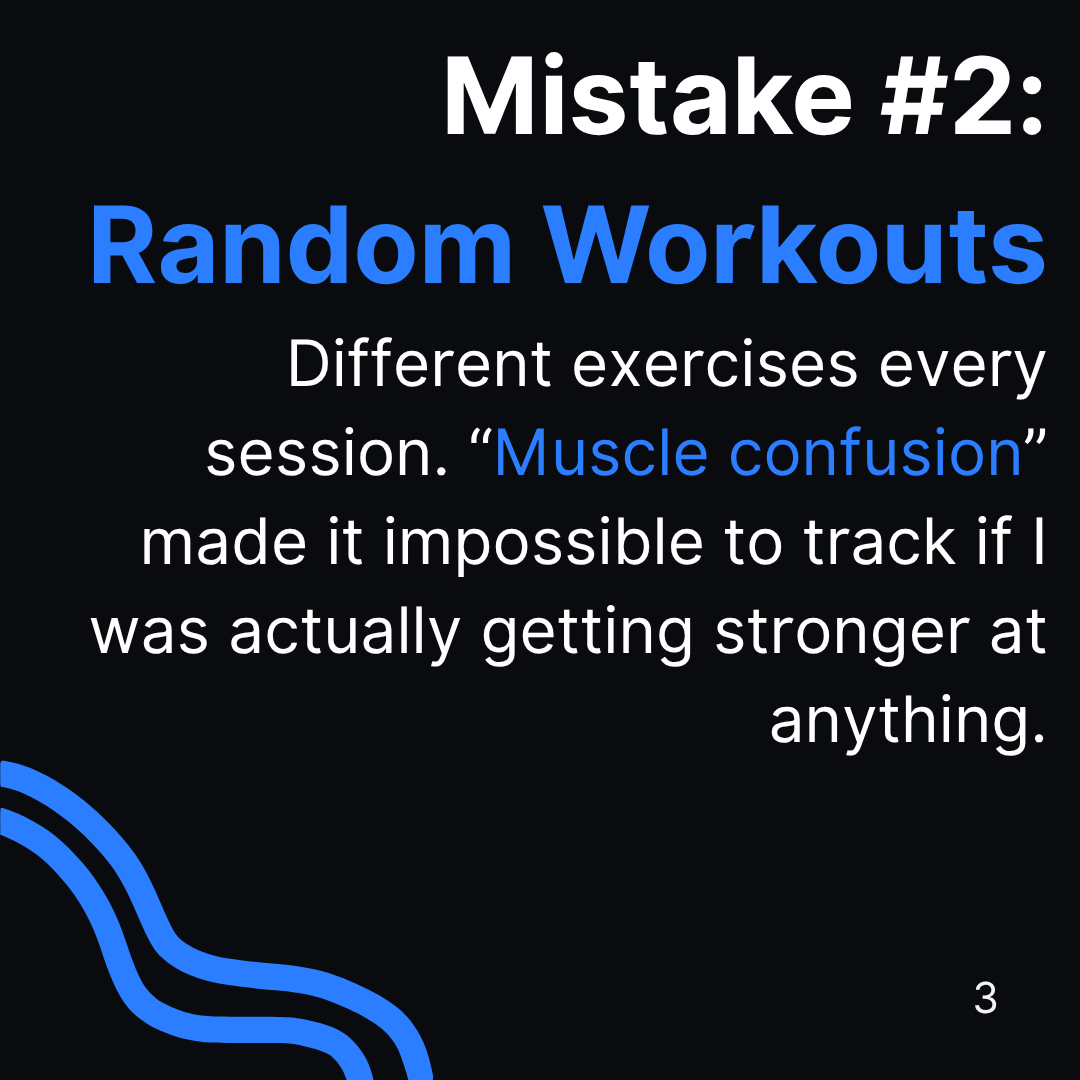 Mistake #2:
Random Workouts
Different exercises every
session. “Muscle confusion”
made it impossible to track if I
was actually getting stronger at
anything.
3